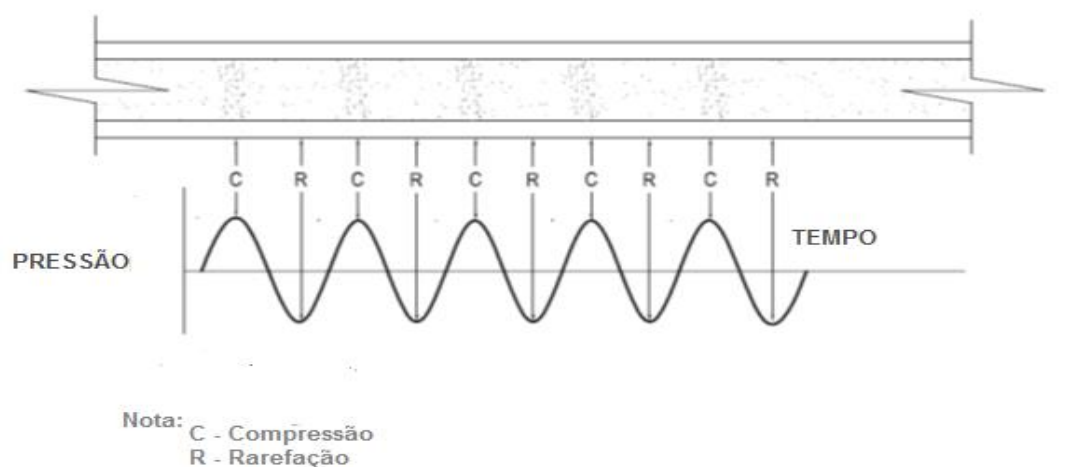 C R C R C R C R C R
PRESSÃO
TEMPO
Nota:
C - Compressão
R - Rarefação